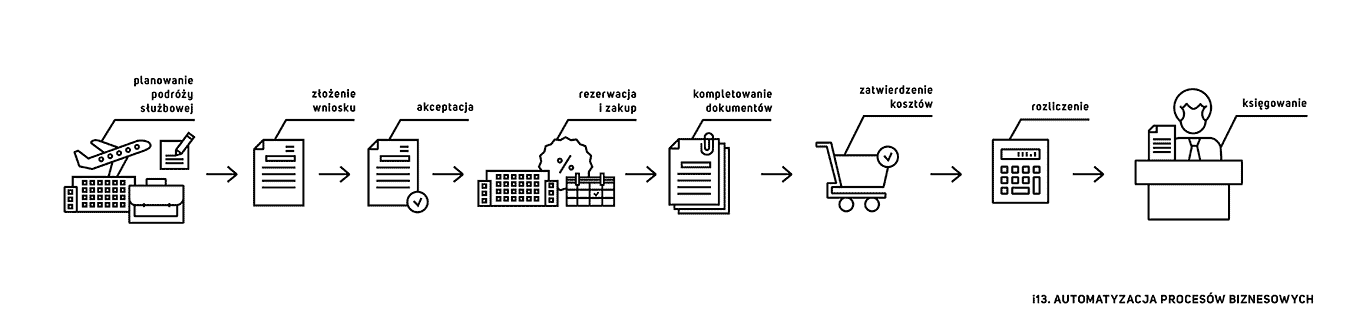 planowanie
podróży
służbowej
złożenie
wniosku
akceptacja
rezerwacja
i zakup
kompletowanie
dokumentów
zatwierdzenie
kosztów
rozliczenie
księgowanie
i13. AUTOMATYZACJA PROCESÓW BIZNESOWYCH